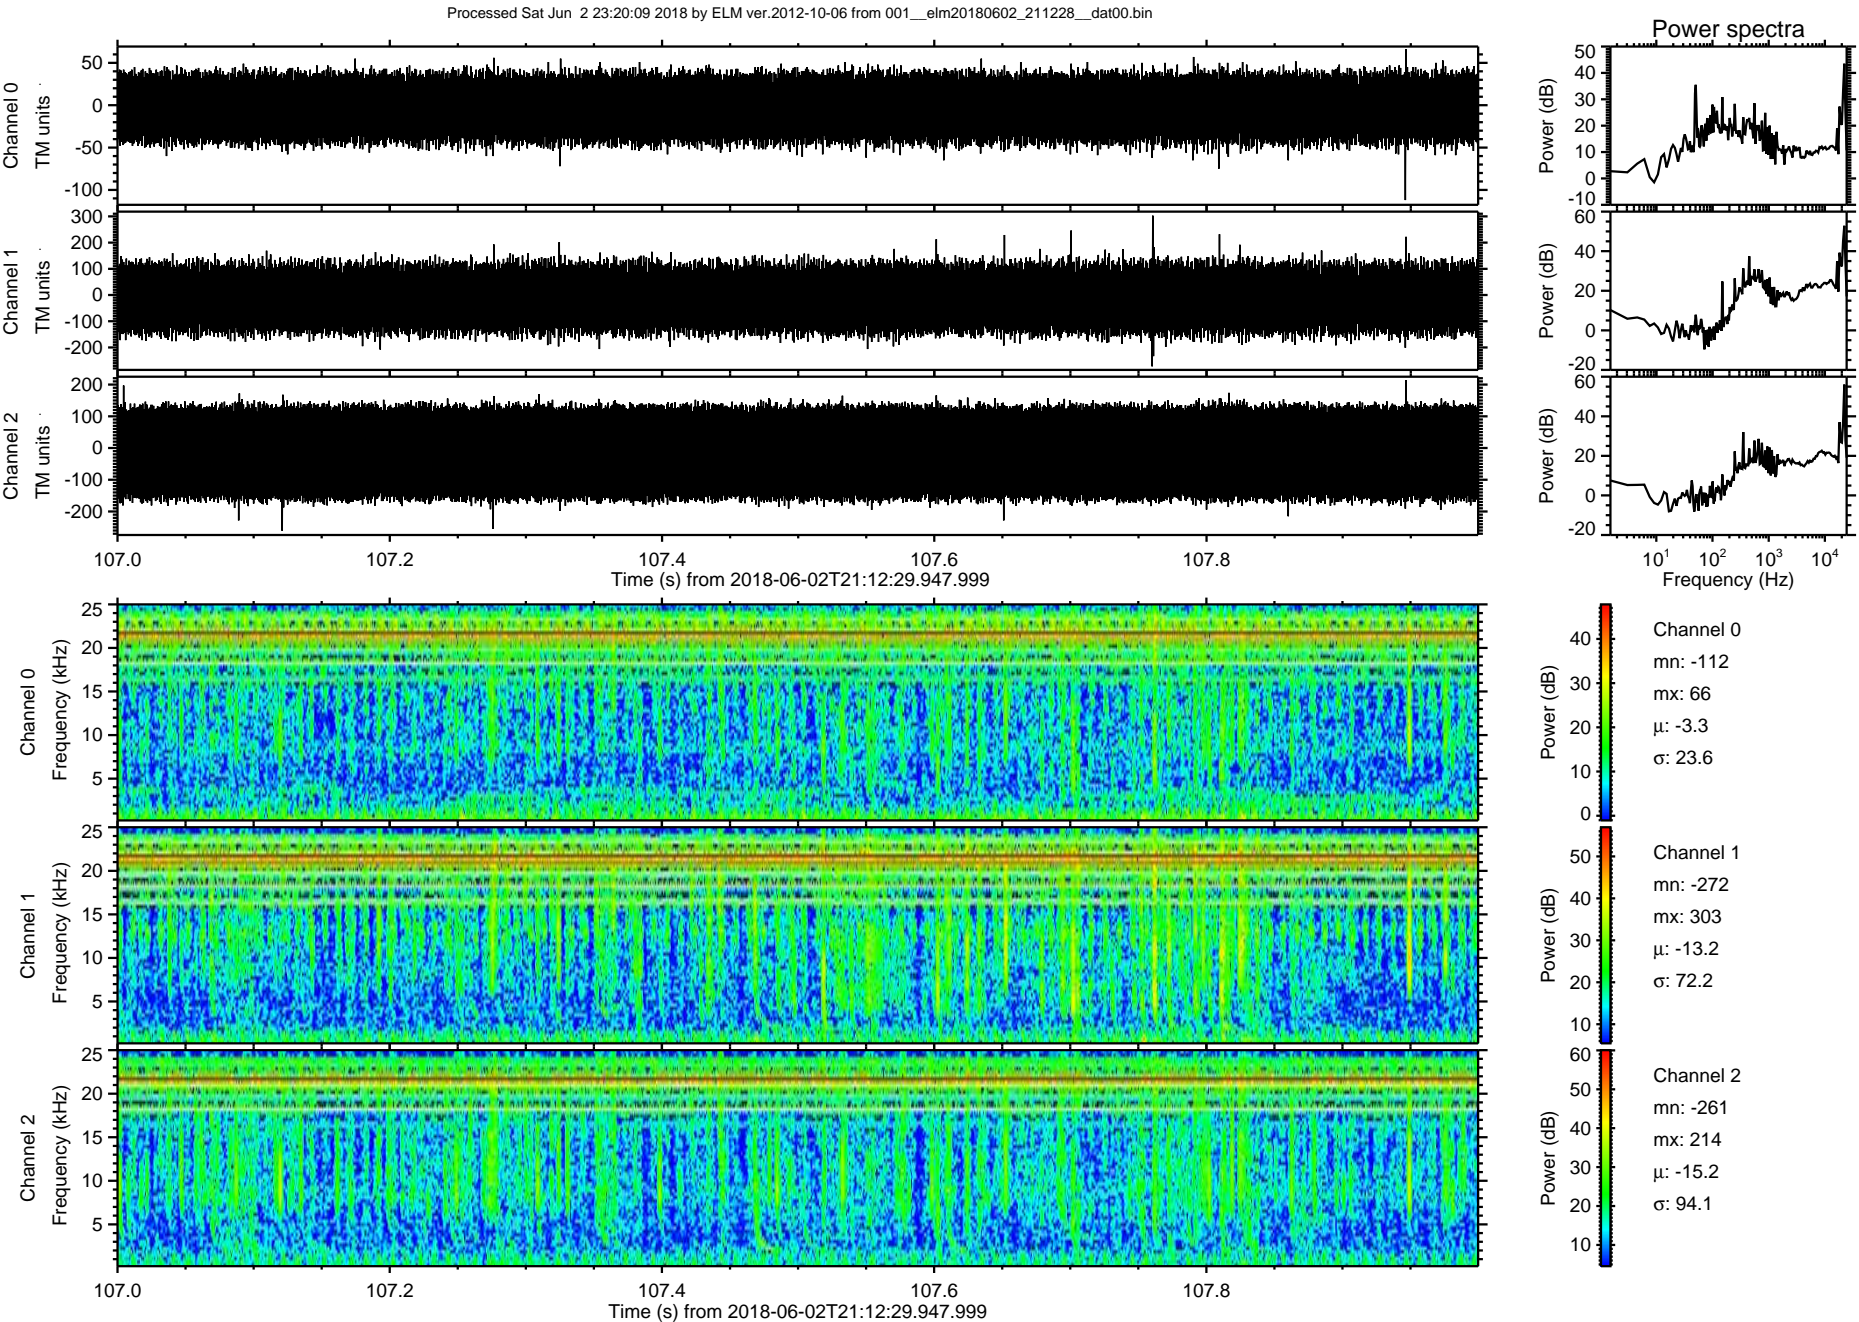 Processed Sat Jun  2 23:20:09 2018 by ELM ver.2012-10-06 from 001__elm20180602_211228__dat00.bin
Power spectra
Channel 0
TM units
50
0
-50
-100
Power (dB)
50
40
30
20
10
0
-10
Channel 1
TM units
300
200
100
0
-100
-200
Power (dB)
60
40
20
0
-20
Channel 2
TM units
200
100
0
-100
-200
Power (dB)
60
40
20
0
-20
107.0 107.2 107.4 107.6 107.8
Time (s) from 2018-06-02T21:12:29.947.999
10¹ 10² 10³ 10⁴
Frequency (Hz)
Channel 0
Frequency (kHz)
25
20
15
10
5
Power (dB)
40
30
20
10
0
Channel 0
mn: -112
mx: 66
µ: -3.3
σ: 23.6
Channel 1
Frequency (kHz)
25
20
15
10
5
Power (dB)
50
40
30
20
10
Channel 1
mn: -272
mx: 303
µ: -13.2
σ: 72.2
Channel 2
Frequency (kHz)
25
20
15
10
5
Power (dB)
60
50
40
30
20
10
Channel 2
mn: -261
mx: 214
µ: -15.2
σ: 94.1
107.0 107.2 107.4 107.6 107.8
Time (s) from 2018-06-02T21:12:29.947.999